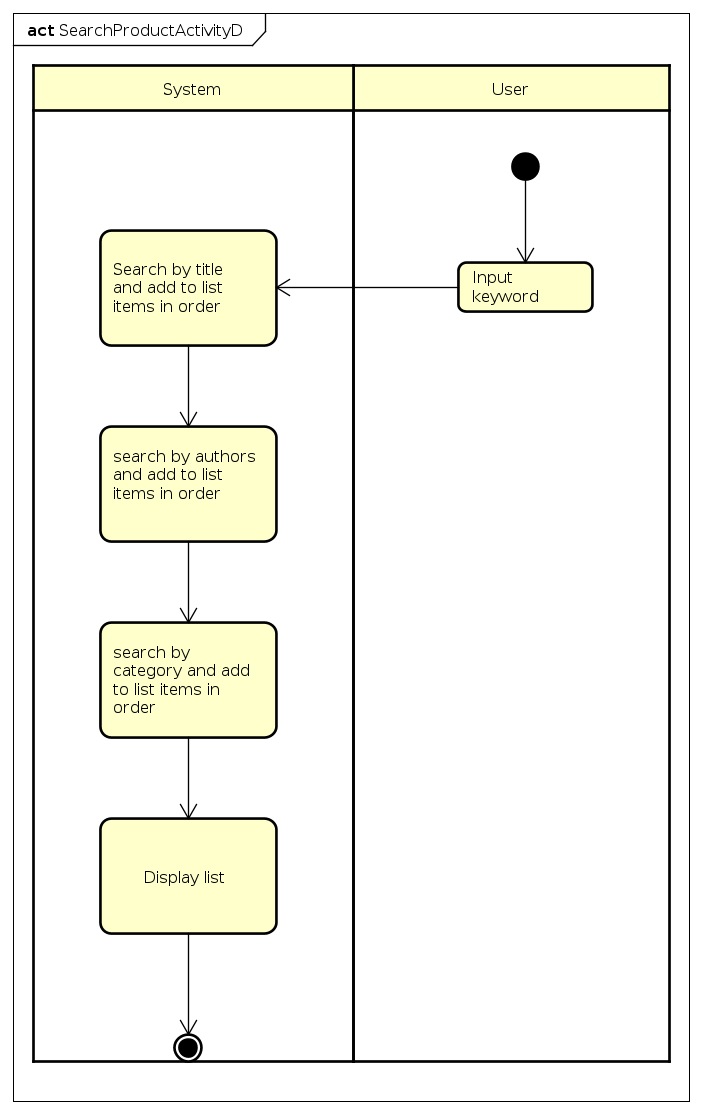 act SearchProductActivityD
System
User
Input
keyword
Search by title
and add to list
items in order
search by authors
and add to list
items in order
search by
category and add
to list items in
order
Display list